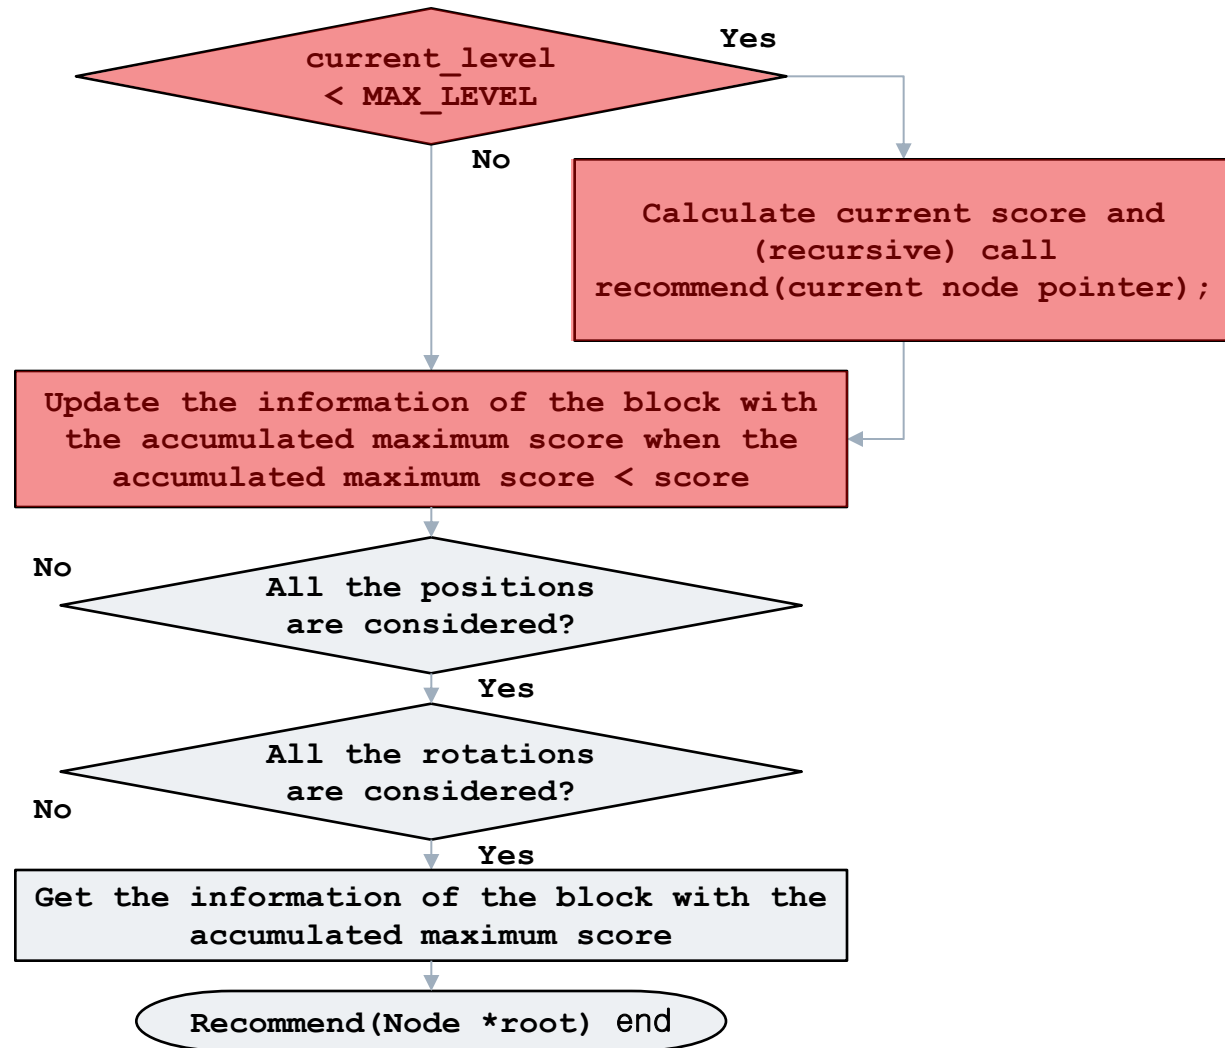 current_level
< MAX_LEVEL
Yes
No
Calculate current score and
(recursive) call
recommend(current node pointer);
Update the information of the block with
the accumulated maximum score when the
accumulated maximum score < score
No
All the positions
are considered?
Yes
All the rotations
are considered?
No
Yes
Get the information of the block with the
accumulated maximum score
Recommend(Node *root) end